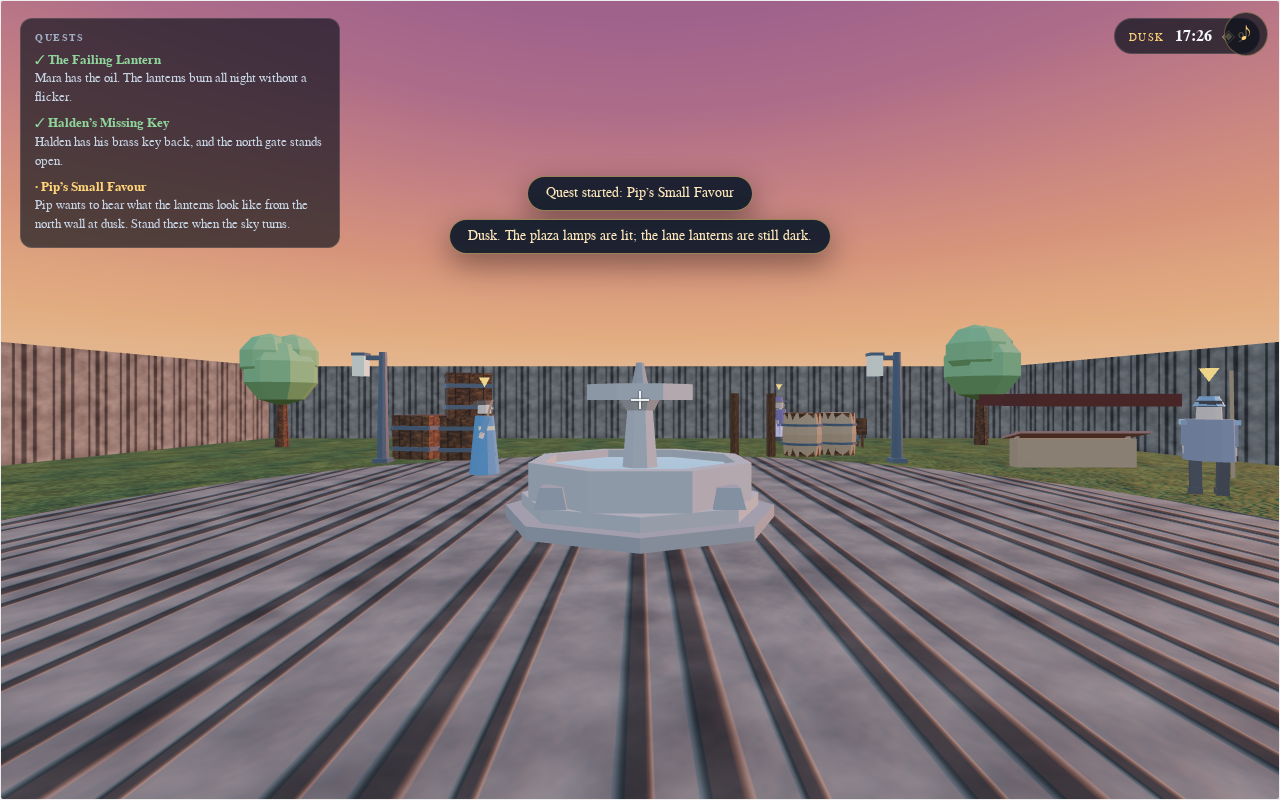 QUESTS
✓ The Failing Lantern
Mara has the oil. The lanterns burn all night without a
flicker.
✓ Halden's Missing Key
Halden has his brass key back, and the north gate stands
open.
· Pip's Small Favour
Pip wants to hear what the lanterns look like from the
north wall at dusk. Stand there when the sky turns.
DUSK 17:26
Quest started: Pip's Small Favour
Dusk. The plaza lamps are lit; the lane lanterns are still dark.